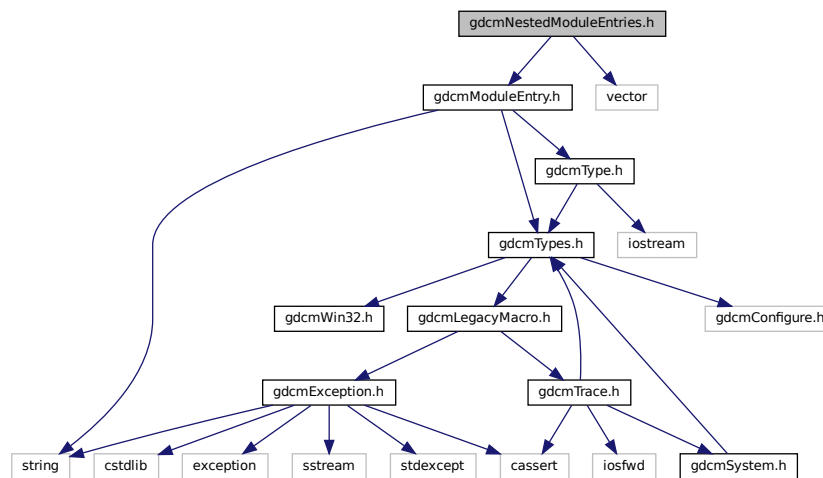 gdcmNestedModuleEntries.h
gdcmModuleEntry.h
vector
gdcmType.h
gdcmTypes.h
iostream
gdcmWin32.h
gdcmLegacyMacro.h
gdcmConfigure.h
gdcmException.h
gdcmTrace.h
string
cstdlib
exception
sstream
stdexcept
cassert
iosfwd
gdcmSystem.h